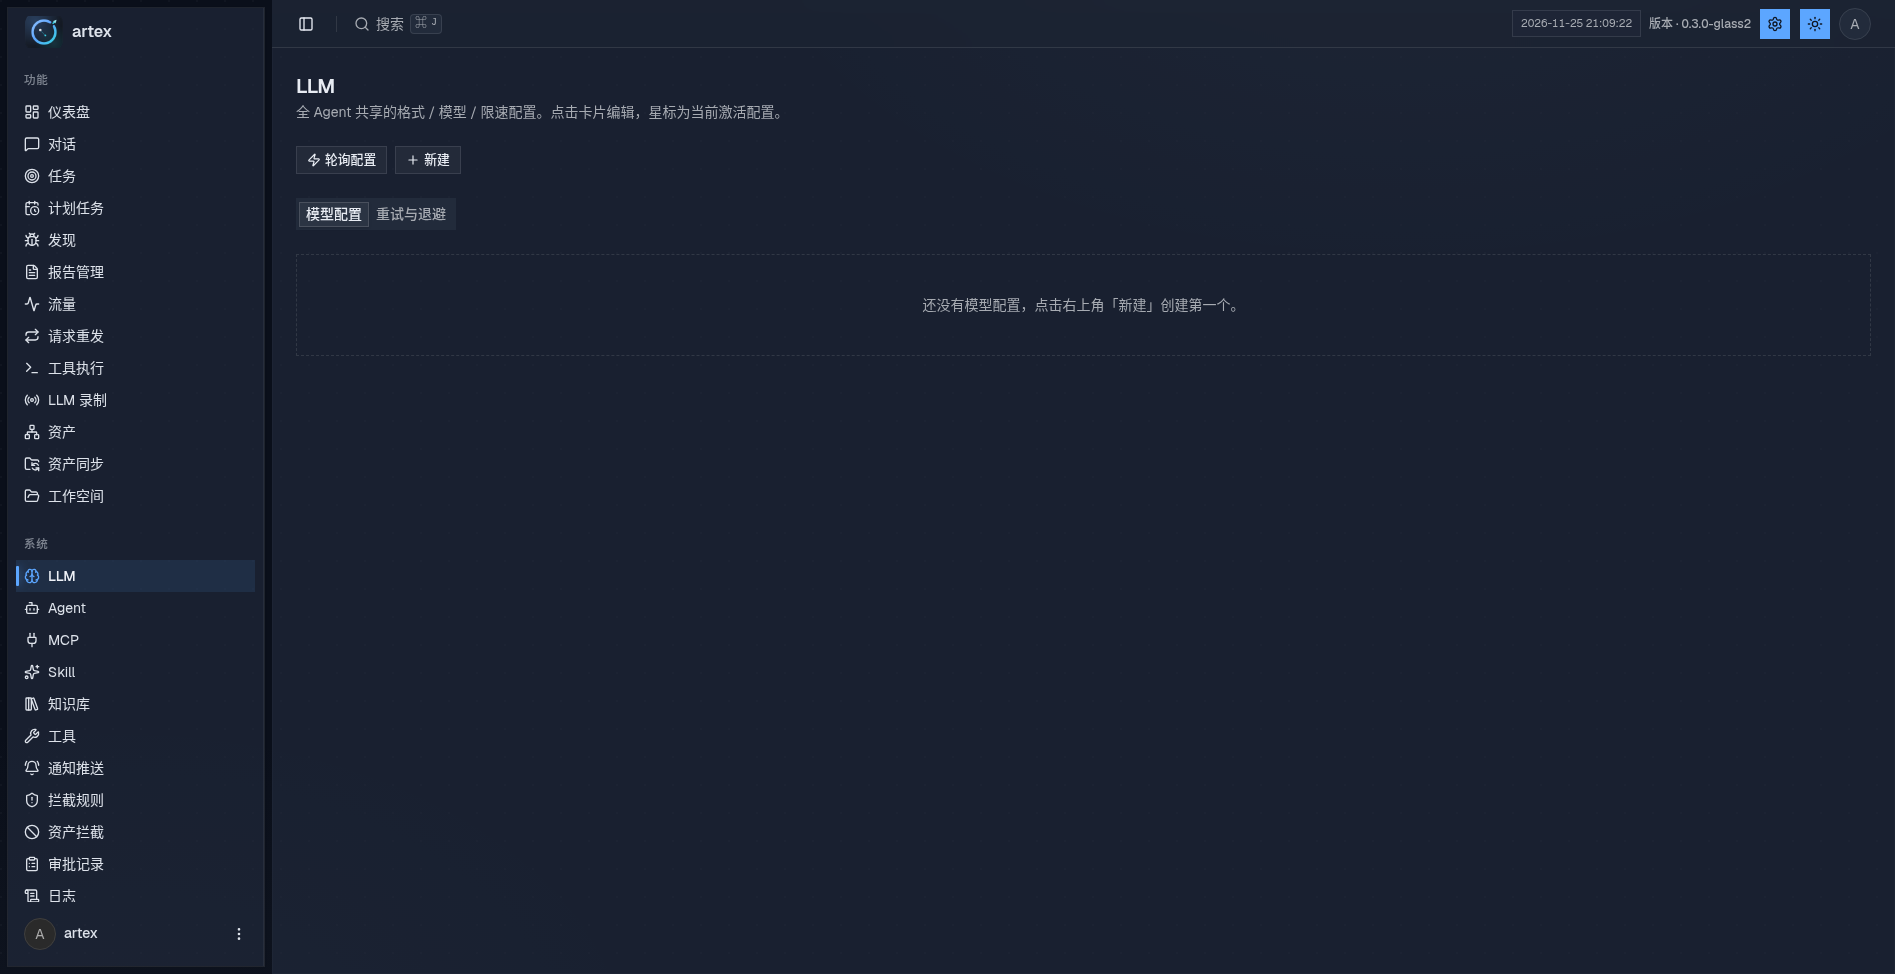 artex
功能
仪表盘
对话
任务
计划任务
发现
报告管理
流量
请求重发
工具执行
LLM 录制
资产
资产同步
工作空间
系统
LLM
Agent
MCP
Skill
知识库
工具
通知推送
拦截规则
资产拦截
审批记录
日志
A artex
搜索 ⌘ J
2026-11-25 21:09:22 版本 · 0.3.0-glass2 A
LLM
全 Agent 共享的格式 / 模型 / 限速配置。点击卡片编辑，星标为当前激活配置。
轮询配置 新建
模型配置 重试与退避
还没有模型配置，点击右上角「新建」创建第一个。